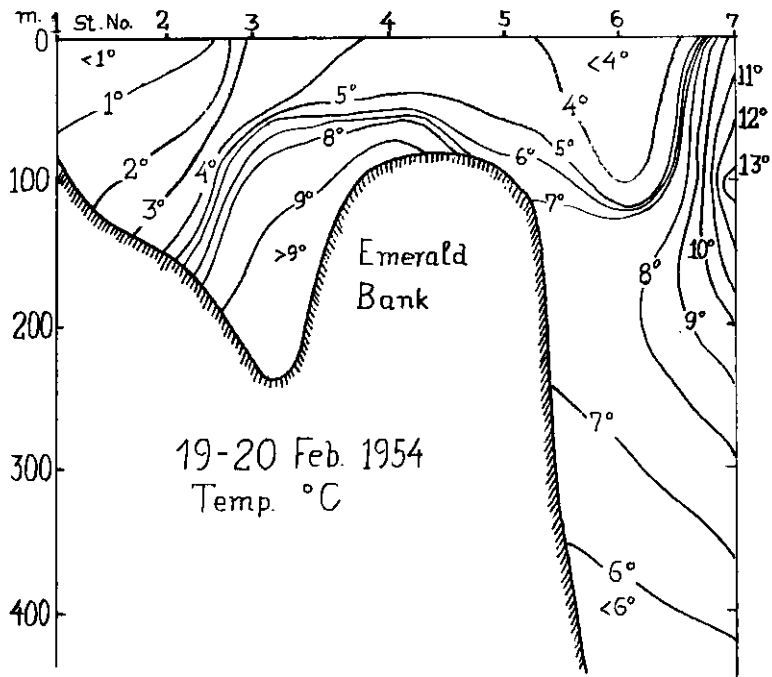 m. 1 St.No. 2 3 4 5 6 7
0
<1° <4° 11°
1° 5° 4° 12°
8° 6° 5°
100 2° 4° 13°
3° 9° 7°
>9° Emerald 8° 10°
Bank
200 9°
19-20 Feb. 1954 7°
300
Temp. °C
6°
400 <6°